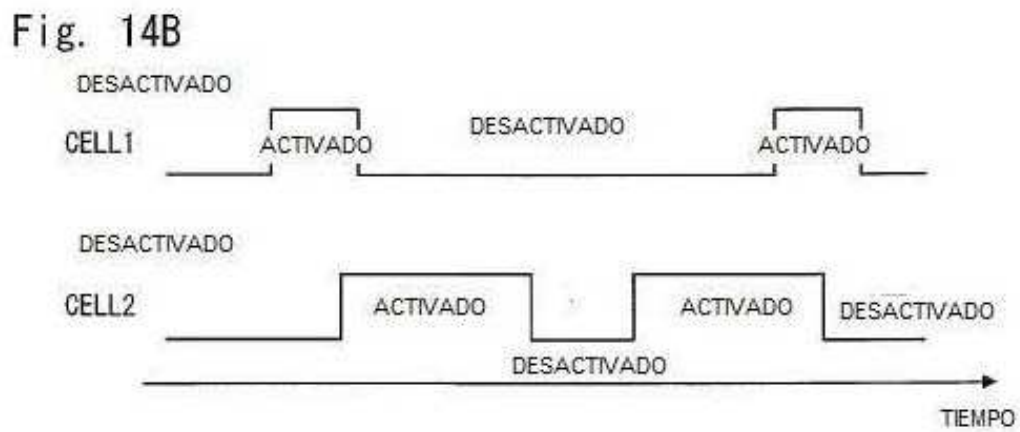 Fig. 14B
DESACTIVADO
CELL1
ACTIVADO
DESACTIVADO
ACTIVADO
DESACTIVADO
CELL2
ACTIVADO
ACTIVADO
DESACTIVADO
DESACTIVADO
TIEMPO